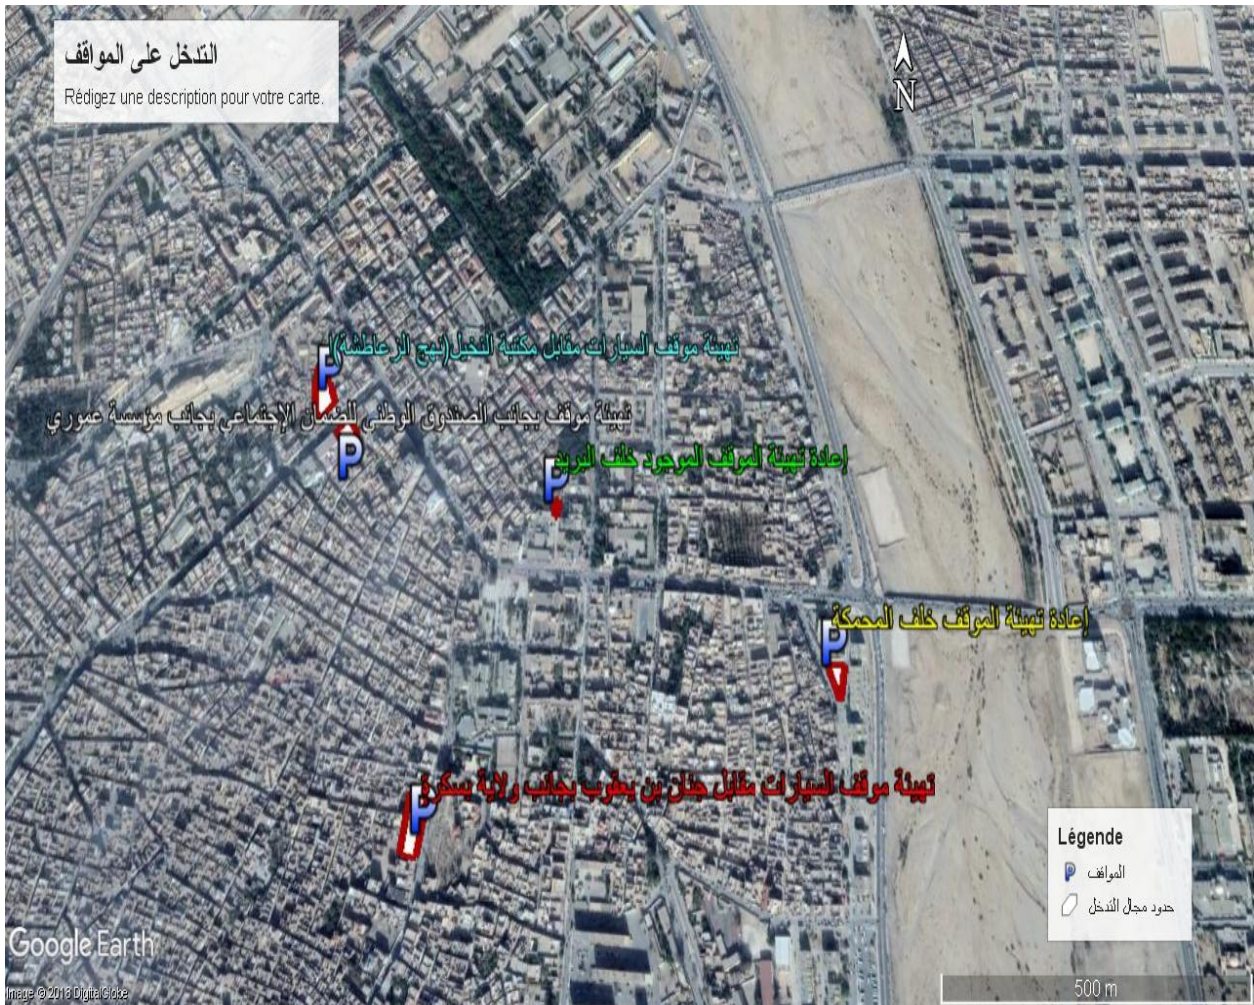 التدخل على المواقف
Rédigez une description pour votre carte.
N
تهيئة موقف السيارات مقابل مكتبة النخيل(نهج الزعاطشة)
P
تهيئة موقف بجانب الصندوق الوطني للضمان الإجتماعي بجانب مؤسسة عموري
P
إعادة تهيئة الموقف الموجود خلف البريد
P
إعادة تهيئة الموقف خلف المحمكة
P
تهيئة موقف السيارات مقابل جنان بن يعقوب بجانب ولاية بسكرة
P
Légende
P المواقف
حدود مجال التدخل
Google Earth
Image © 2018 DigitalGlobe
500 m